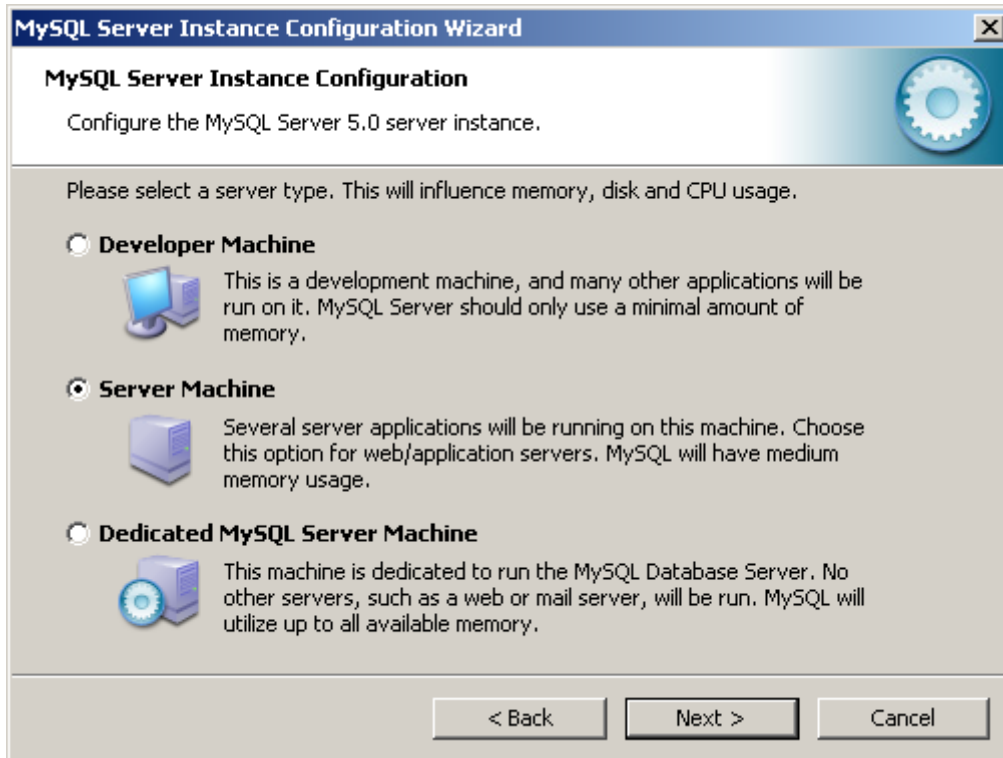 MySQL Server Instance Configuration Wizard
MySQL Server Instance Configuration
Configure the MySQL Server 5.0 server instance.
Please select a server type. This will influence memory, disk and CPU usage.
Developer Machine
This is a development machine, and many other applications will be
run on it. MySQL Server should only use a minimal amount of
memory.
Server Machine
Several server applications will be running on this machine. Choose
this option for web/application servers. MySQL will have medium
memory usage.
Dedicated MySQL Server Machine
This machine is dedicated to run the MySQL Database Server. No
other servers, such as a web or mail server, will be run. MySQL will
utilize up to all available memory.
< Back Next > Cancel